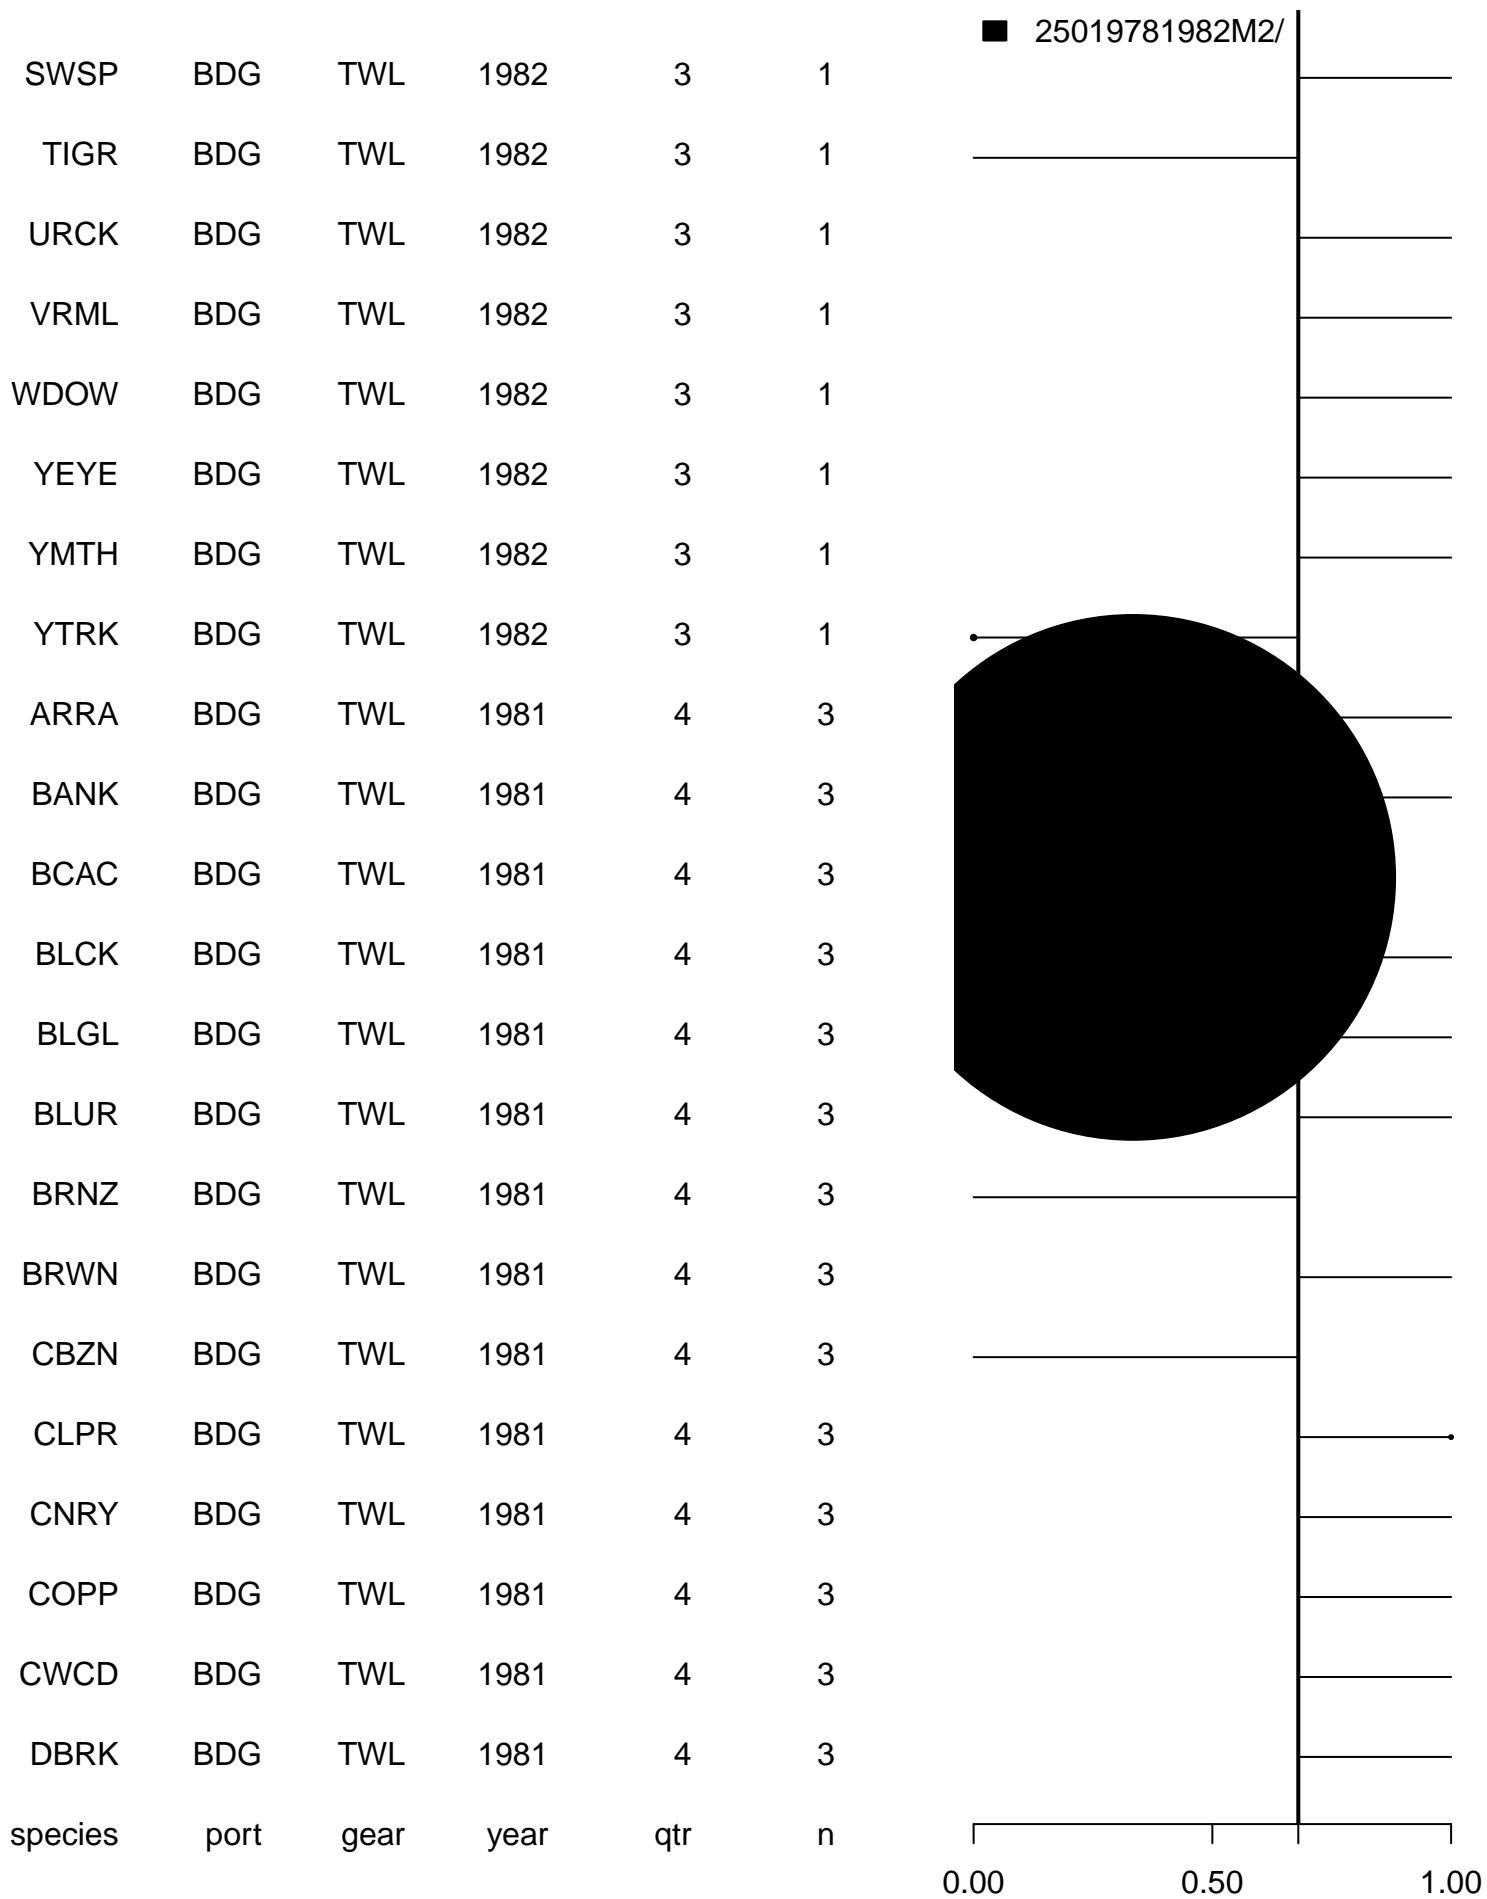 25019781982M2/
SWSP BDG TWL 1982 3 1
TIGR BDG TWL 1982 3 1
URCK BDG TWL 1982 3 1
VRML BDG TWL 1982 3 1
WDOW BDG TWL 1982 3 1
YEYE BDG TWL 1982 3 1
YMTH BDG TWL 1982 3 1
YTRK BDG TWL 1982 3 1
ARRA BDG TWL 1981 4 3
BANK BDG TWL 1981 4 3
BCAC BDG TWL 1981 4 3
BLCK BDG TWL 1981 4 3
BLGL BDG TWL 1981 4 3
BLUR BDG TWL 1981 4 3
BRNZ BDG TWL 1981 4 3
BRWN BDG TWL 1981 4 3
CBZN BDG TWL 1981 4 3
CLPR BDG TWL 1981 4 3
CNRY BDG TWL 1981 4 3
COPP BDG TWL 1981 4 3
CWCD BDG TWL 1981 4 3
DBRK BDG TWL 1981 4 3
species port gear year qtr n
0.00 0.50 1.00